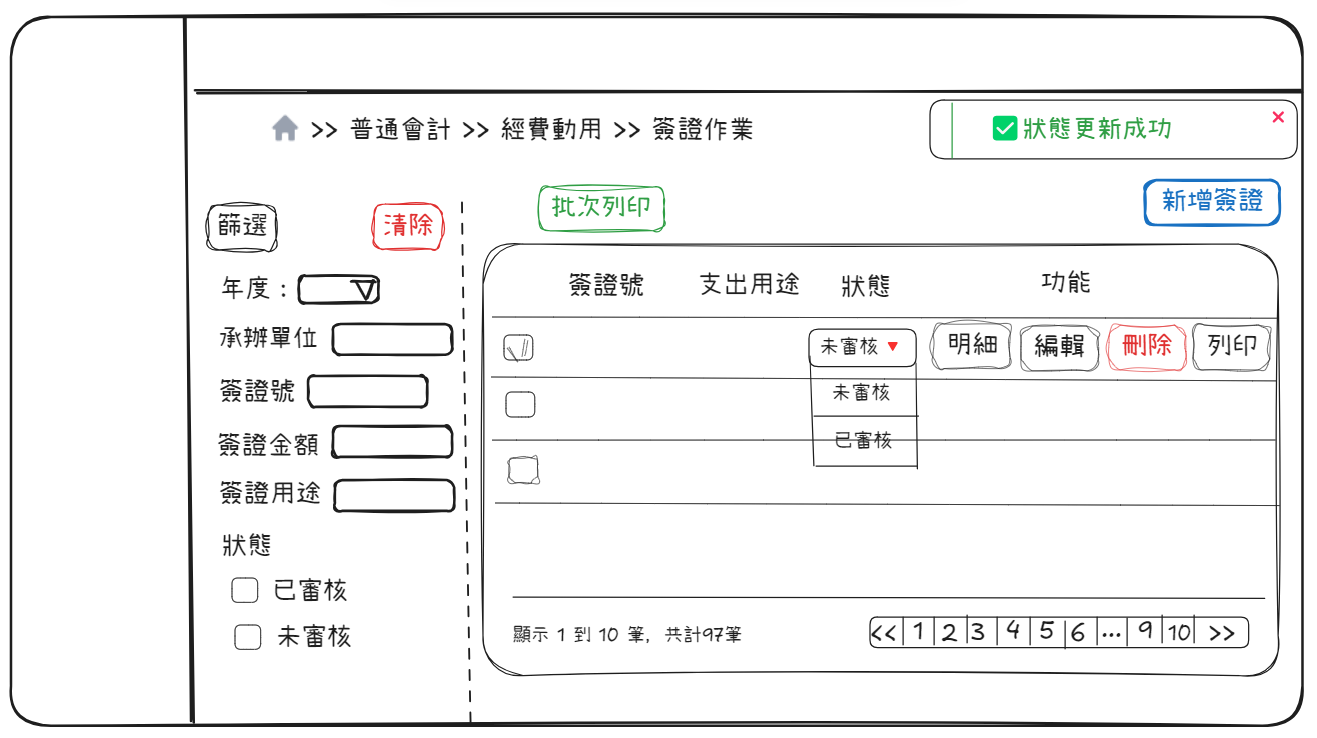 >> 普通會計 >> 經費動用 >> 簽證作業
狀態更新成功
×
篩選
清除
年度：
承辦單位
簽證號
簽證金額
簽證用途
狀態
已審核
未審核
批次列印
新增簽證
簽證號 支出用途 狀態 功能
未審核 明細 編輯 刪除 列印
未審核
已審核
顯示 1 到 10 筆, 共計97筆
<< 1 2 3 4 5 6 ... 9 10 >>